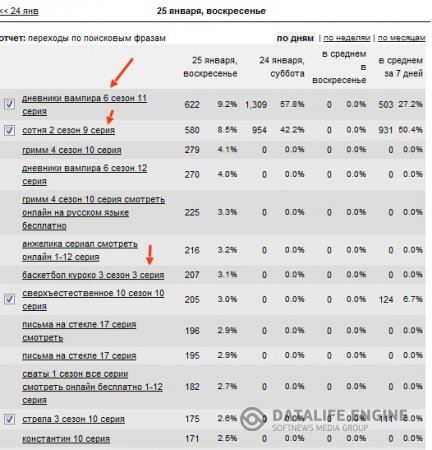 << 24 янв 25 января, воскресенье
отчет: переходы по поисковым фразам по дням | по неделям | по месяцам
25 января, воскресенье 24 января, суббота в среднем в воскресенье в среднем за 7 дней
дневники вампира 6 сезон 11 серия 622 9.2% 1,309 57.8% 0 0.0% 503 27.2%
сотня 2 сезон 9 серия 580 8.5% 954 42.2% 0 0.0% 931 50.4%
гримм 4 сезон 10 серия 279 4.1% 0 0.0% 0 0.0% 0 0.0%
дневники вампира 6 сезон 12 серия 270 4.0% 0 0.0% 0 0.0% 0 0.0%
гримм 4 сезон 10 серия смотреть онлайн на русском языке бесплатно 225 3.3% 0 0.0% 0 0.0% 0 0.0%
анжелика сериал смотреть онлайн 1-12 серия 216 3.2% 0 0.0% 0 0.0% 0 0.0%
баскетбол куроко 3 сезон 3 серия 207 3.1% 0 0.0% 0 0.0% 0 0.0%
сверхъестественное 10 сезон 10 серия 205 3.0% 0 0.0% 0 0.0% 124 6.7%
письма на стекле 17 серия смотреть 196 2.9% 0 0.0% 0 0.0% 0 0.0%
письма на стекле 17 серия 195 2.9% 0 0.0% 0 0.0% 0 0.0%
сваты 1 сезон все серии смотреть онлайн бесплатно 1-12 серия 182 2.7% 0 0.0% 0 0.0% 0 0.0%
стрела 3 сезон 10 серия 175 2.6% 0 0.0% 0 0.0% 111 6.0%
константин 10 серия 171 2.5% 0 0.0% 0 0.0% 0 0.0%
DATALIFE ENGINE
SOFTNEWS MEDIA GROUP